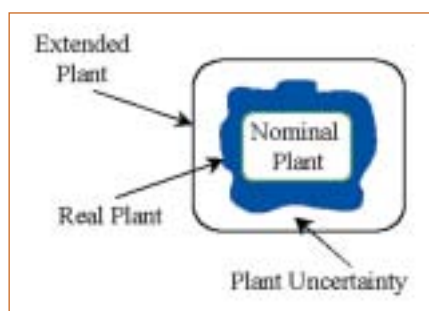 Extended
Plant
Nominal
Plant
Real Plant
Plant Uncertainty